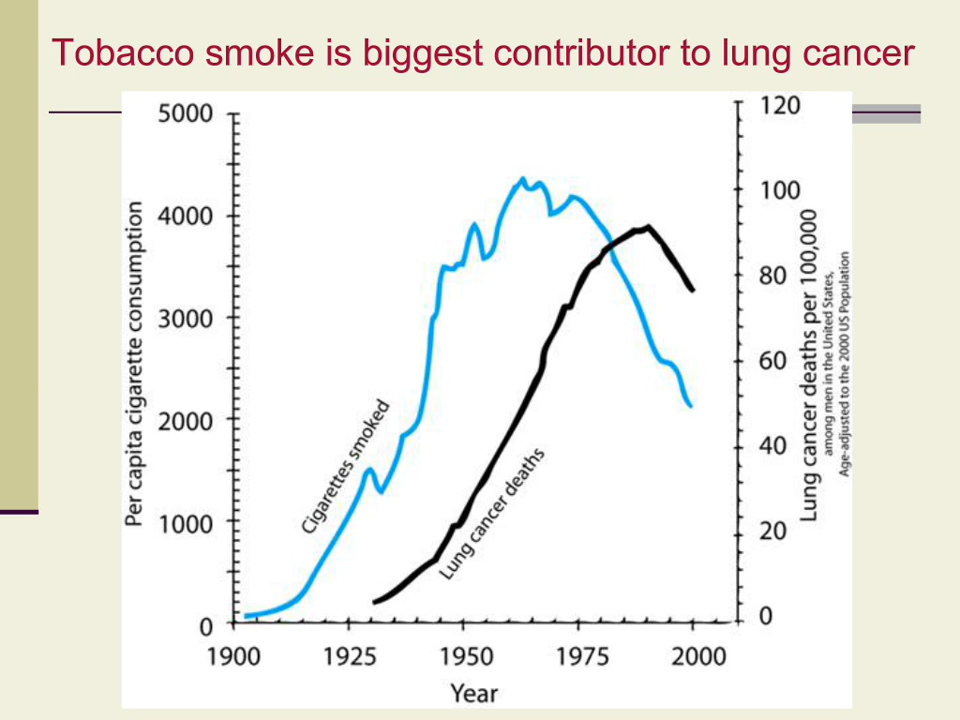 Tobacco smoke is biggest contributor to lung cancer
5000
4000
3000
2000
1000
0
Per capita cigarette consumption
Cigarettes smoked
Lung cancer deaths
120
100
80
60
40
20
0
Lung cancer deaths per 100,000
among men in the United States,
Age-adjusted to the 2000 US Population
1900 1925 1950 1975 2000
Year